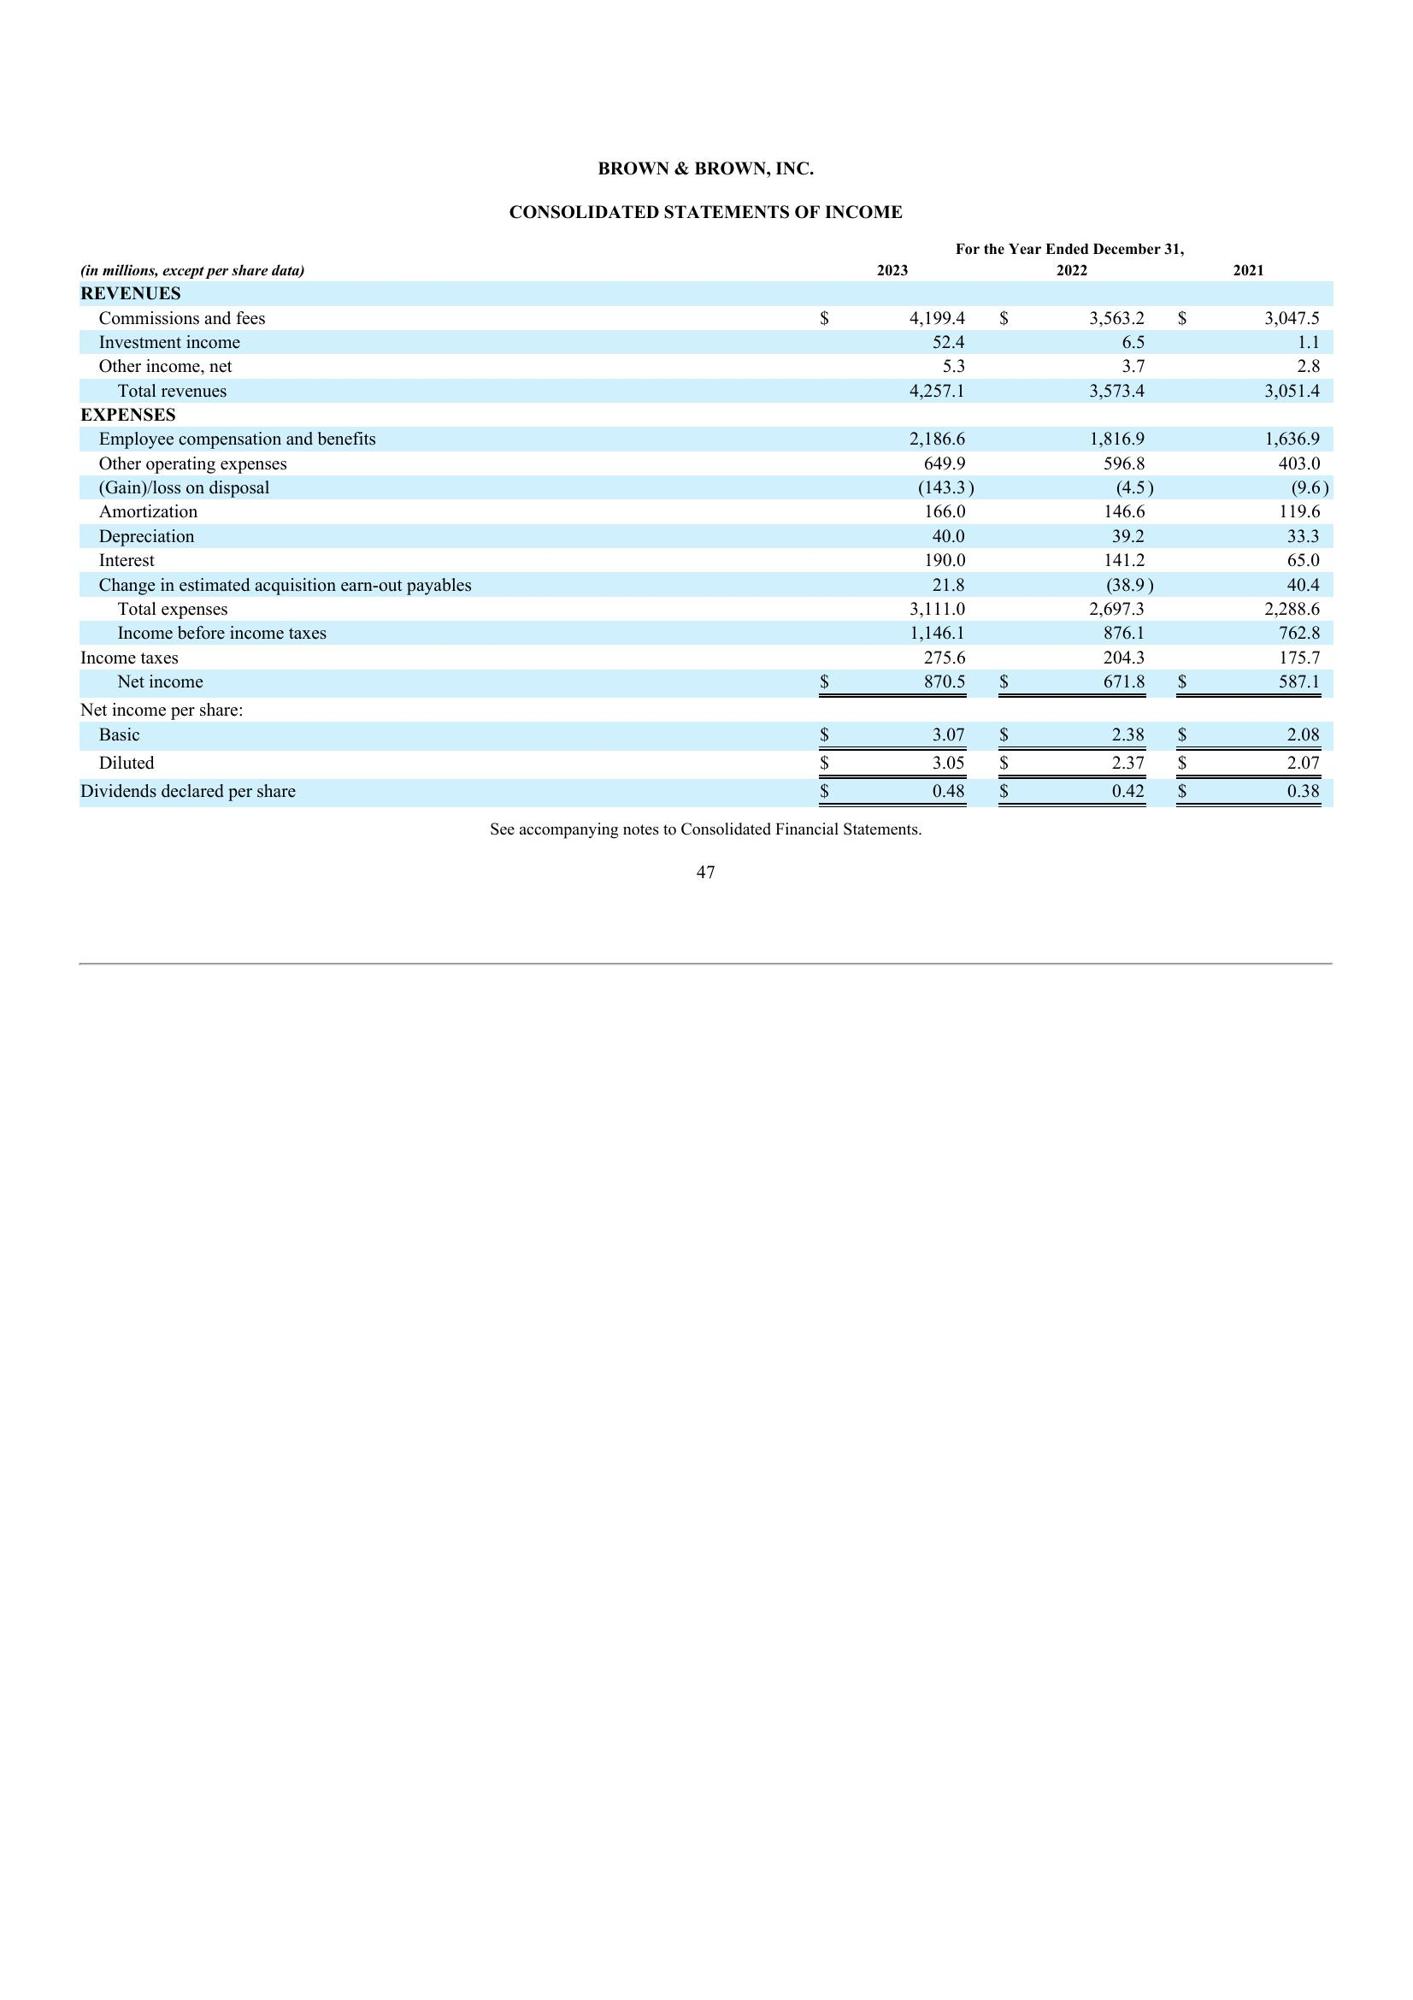 BROWN & BROWN, INC.
CONSOLIDATED STATEMENTS OF INCOME
For the Year Ended December 31,
(in millions, except per share data) 2023 2022 2021
REVENUES
Commissions and fees $ 4,199.4 $ 3,563.2 $ 3,047.5
Investment income 52.4 6.5 1.1
Other income, net 5.3 3.7 2.8
Total revenues 4,257.1 3,573.4 3,051.4
EXPENSES
Employee compensation and benefits 2,186.6 1,816.9 1,636.9
Other operating expenses 649.9 596.8 403.0
(Gain)/loss on disposal (143.3) (4.5) (9.6)
Amortization 166.0 146.6 119.6
Depreciation 40.0 39.2 33.3
Interest 190.0 141.2 65.0
Change in estimated acquisition earn-out payables 21.8 (38.9) 40.4
Total expenses 3,111.0 2,697.3 2,288.6
Income before income taxes 1,146.1 876.1 762.8
Income taxes 275.6 204.3 175.7
Net income $ 870.5 $ 671.8 $ 587.1
Net income per share:
Basic $ 3.07 $ 2.38 $ 2.08
Diluted $ 3.05 $ 2.37 $ 2.07
Dividends declared per share $ 0.48 $ 0.42 $ 0.38
See accompanying notes to Consolidated Financial Statements.
47